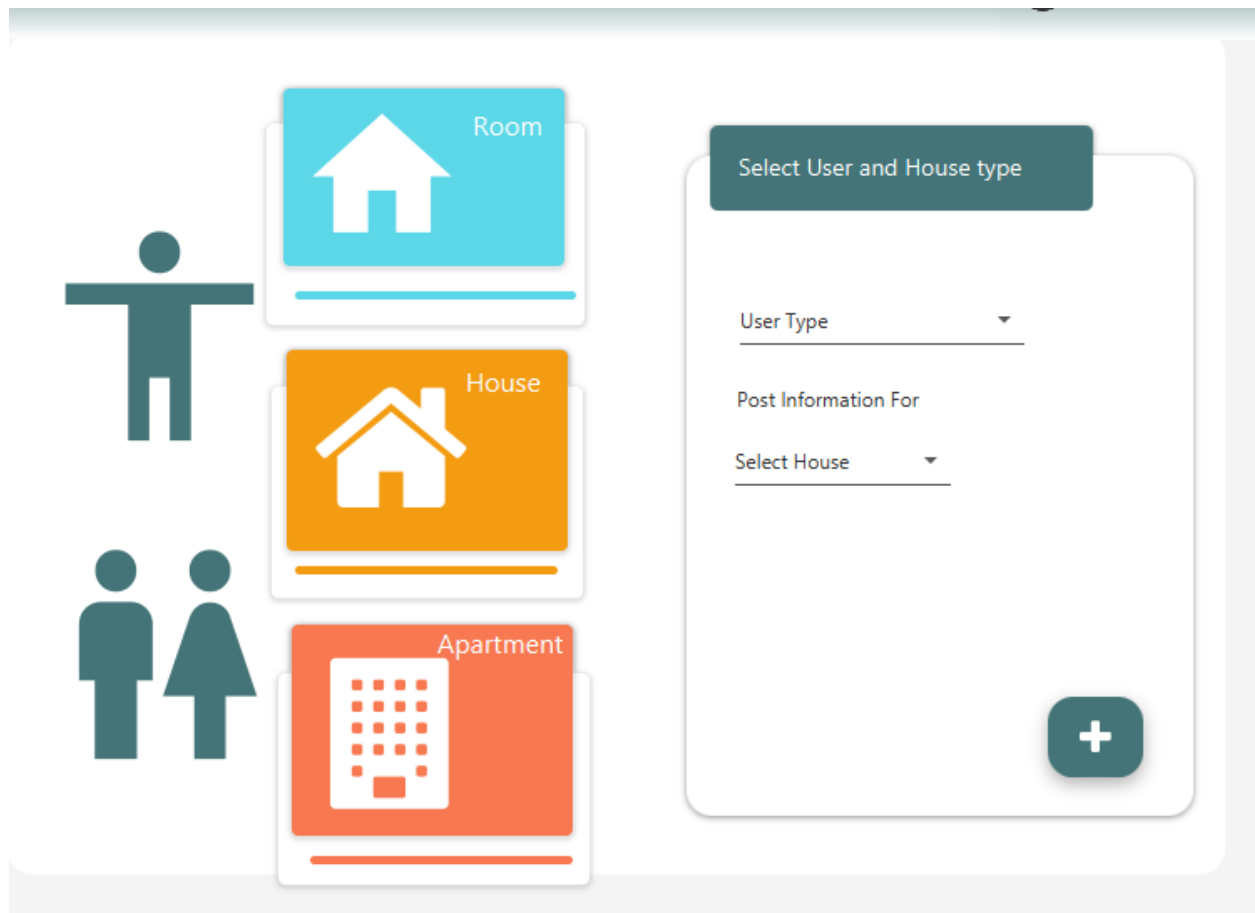 Room
House
Apartment
Select User and House type
User Type
Post Information For
Select House